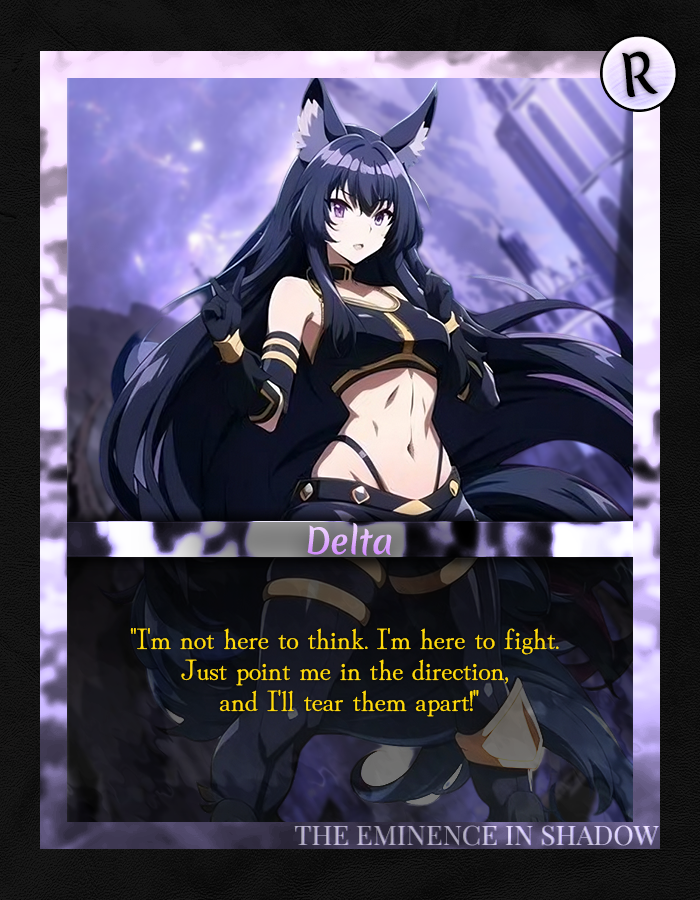 R
Delta
"I'm not here to think. I'm here to fight.
Just point me in the direction,
and I'll tear them apart!"
THE EMINENCE IN SHADOW